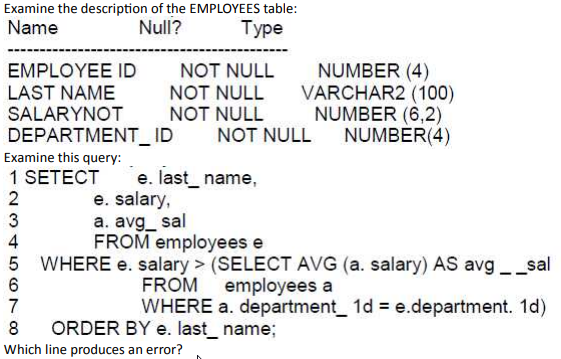 Examine the description of the EMPLOYEES table:
Name Null? Type
------------------------------------------
EMPLOYEE ID NOT NULL NUMBER (4)
LAST NAME NOT NULL VARCHAR2 (100)
SALARYNOT NOT NULL NUMBER (6,2)
DEPARTMENT_ ID NOT NULL NUMBER(4)
Examine this query:
1 SETECT e. last_ name,
2 e. salary,
3 a. avg_ sal
4 FROM employees e
5 WHERE e. salary > (SELECT AVG (a. salary) AS avg _ _sal
6 FROM employees a
7 WHERE a. department_ 1d = e.department. 1d)
8 ORDER BY e. last_ name;
Which line produces an error?